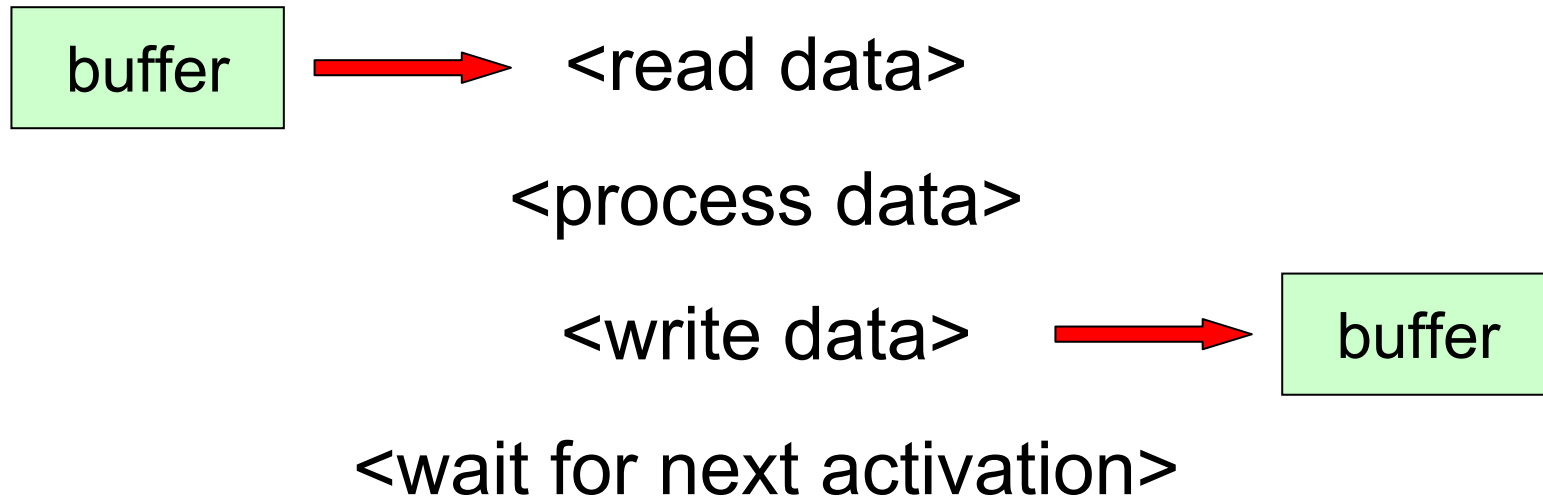 buffer <read data>
<process data>
<write data> buffer
<wait for next activation>